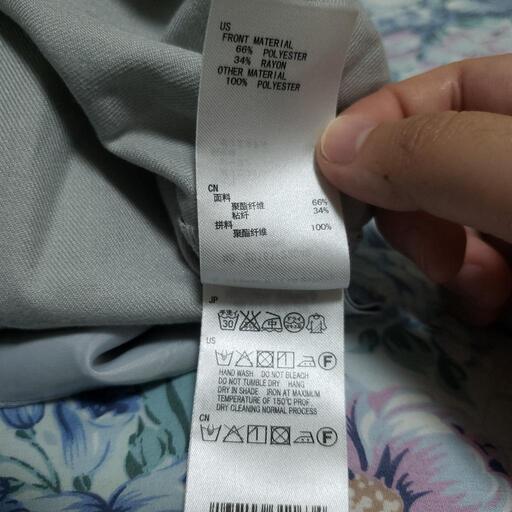 US
FRONT MATERIAL
66% POLYESTER
34% RAYON
OTHER MATERIAL
100% POLYESTER
CN
面料
聚酯纤维 66%
粘纤 34%
拼料
聚酯纤维 100%
JP
30 中
US
F
HAND WASH DO NOT BLEACH
DO NOT TUMBLE DRY HANG
DRY IN SHADE IRON AT MAXIMUM
TEMPERATURE OF 150℃ PROF.
DRY CLEANING NORMAL PROCESS
CN
F